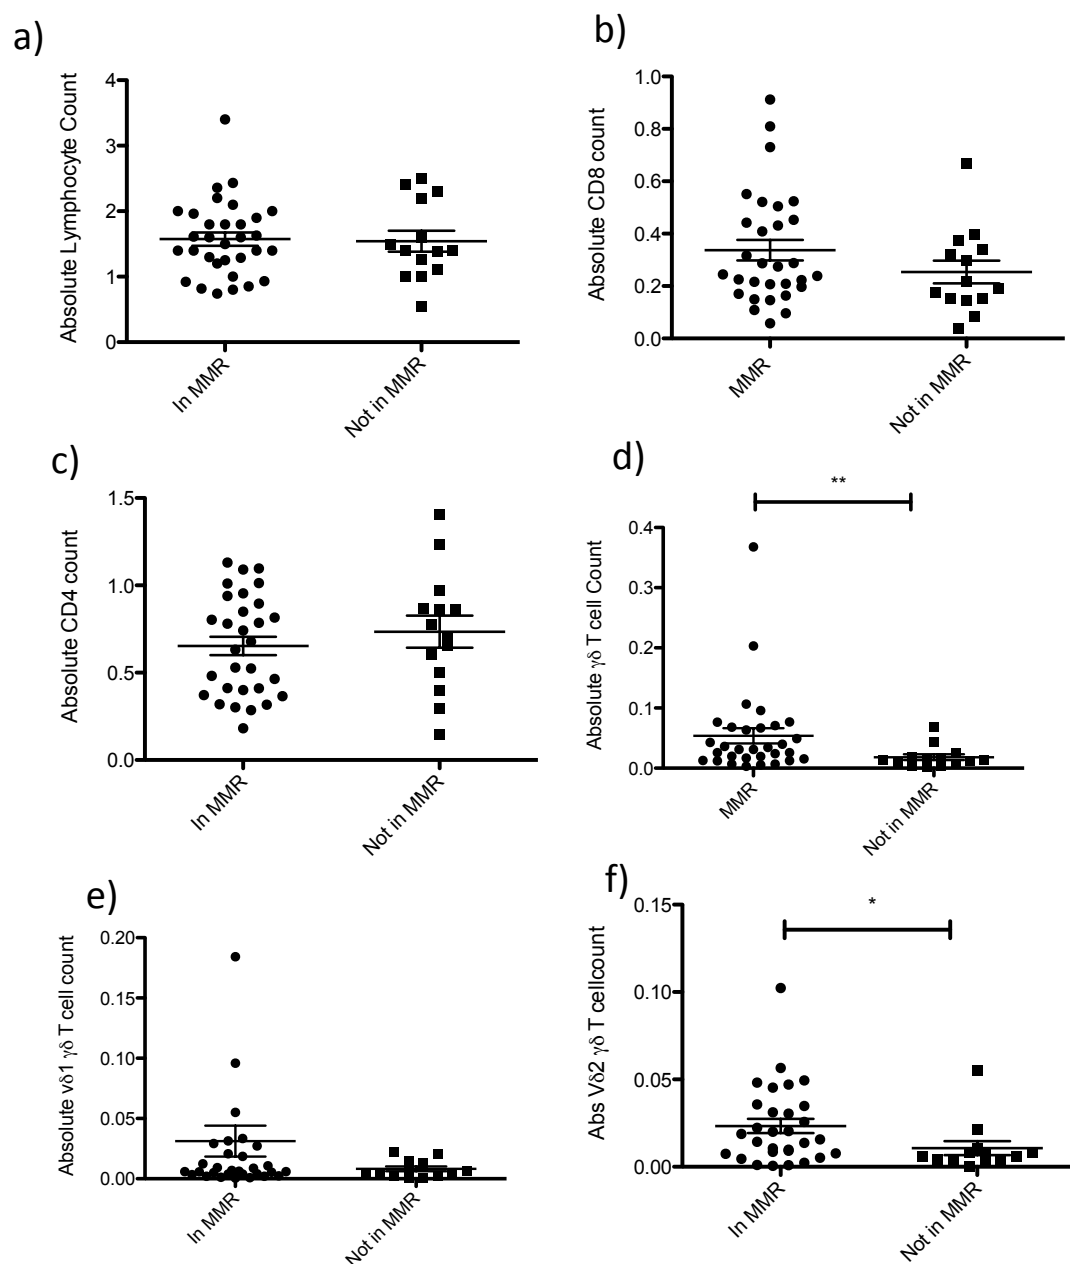 a)
Absolute Lymphocyte Count
4
3
2
1
0
In MMR
Not in MMR
b)
Absolute CD8 count
1.0
0.8
0.6
0.4
0.2
0.0
MMR
Not in MMR
c)
Absolute CD4 count
1.5
1.0
0.5
0.0
In MMR
Not in MMR
d)
**
Absolute γδ T cell Count
0.4
0.3
0.2
0.1
0.0
MMR
Not in MMR
e)
Absolute vδ1 γδ T cell count
0.20
0.15
0.10
0.05
0.00
In MMR
Not in MMR
f)
*
Abs Vδ2 γδ T cellcount
0.15
0.10
0.05
0.00
In MMR
Not in MMR